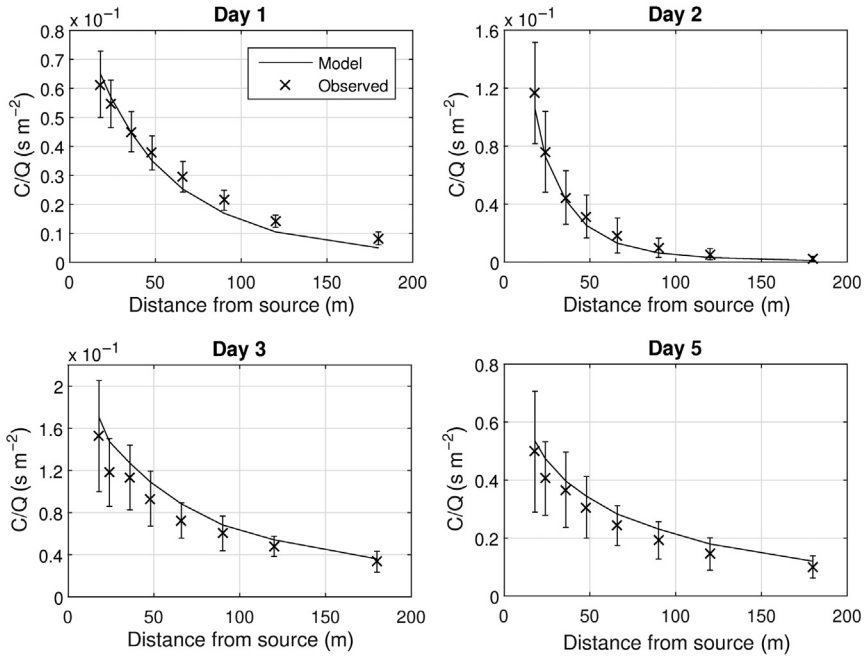 Day 1
x 10⁻¹
0.8
0.7
0.6
0.5
0.4
0.3
0.2
0.1
0
C/Q (s m⁻²)
Model
Observed
0 50 100 150 200
Distance from source (m)
Day 2
x 10⁻¹
1.6
1.2
0.8
0.4
0
C/Q (s m⁻²)
0 50 100 150 200
Distance from source (m)
Day 3
x 10⁻¹
2
1.6
1.2
0.8
0.4
0
C/Q (s m⁻²)
0 50 100 150 200
Distance from source (m)
Day 5
0.8
0.6
0.4
0.2
0
C/Q (s m⁻²)
0 50 100 150 200
Distance from source (m)